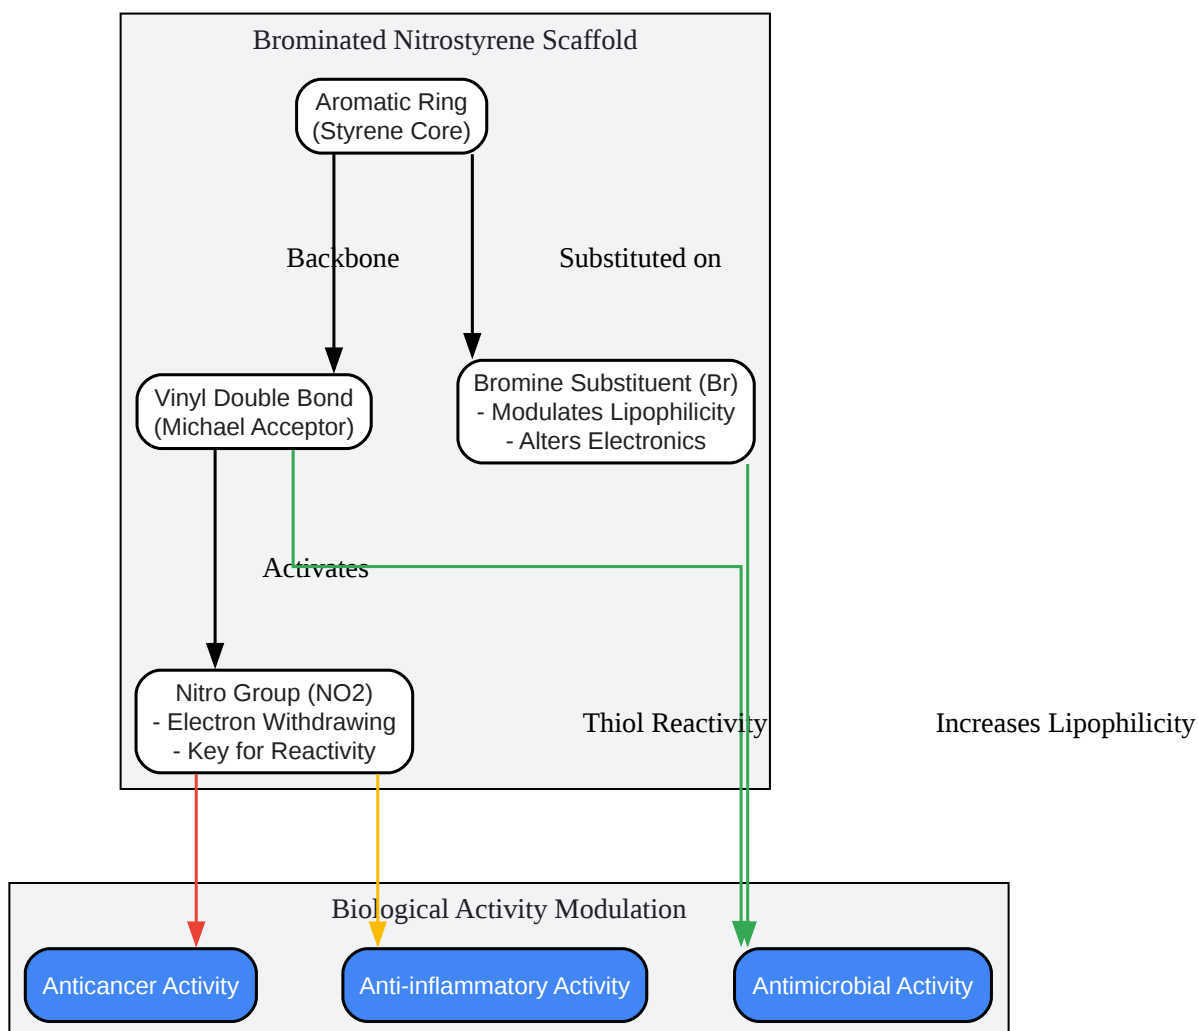 Brominated Nitrostyrene Scaffold
Aromatic Ring
(Styrene Core)
Backbone
Substituted on
Vinyl Double Bond
(Michael Acceptor)
Bromine Substituent (Br)
- Modulates Lipophilicity
- Alters Electronics
Activates
Nitro Group (NO2)
- Electron Withdrawing
- Key for Reactivity
Thiol Reactivity
Increases Lipophilicity
Biological Activity Modulation
Anticancer Activity
Anti-inflammatory Activity
Antimicrobial Activity